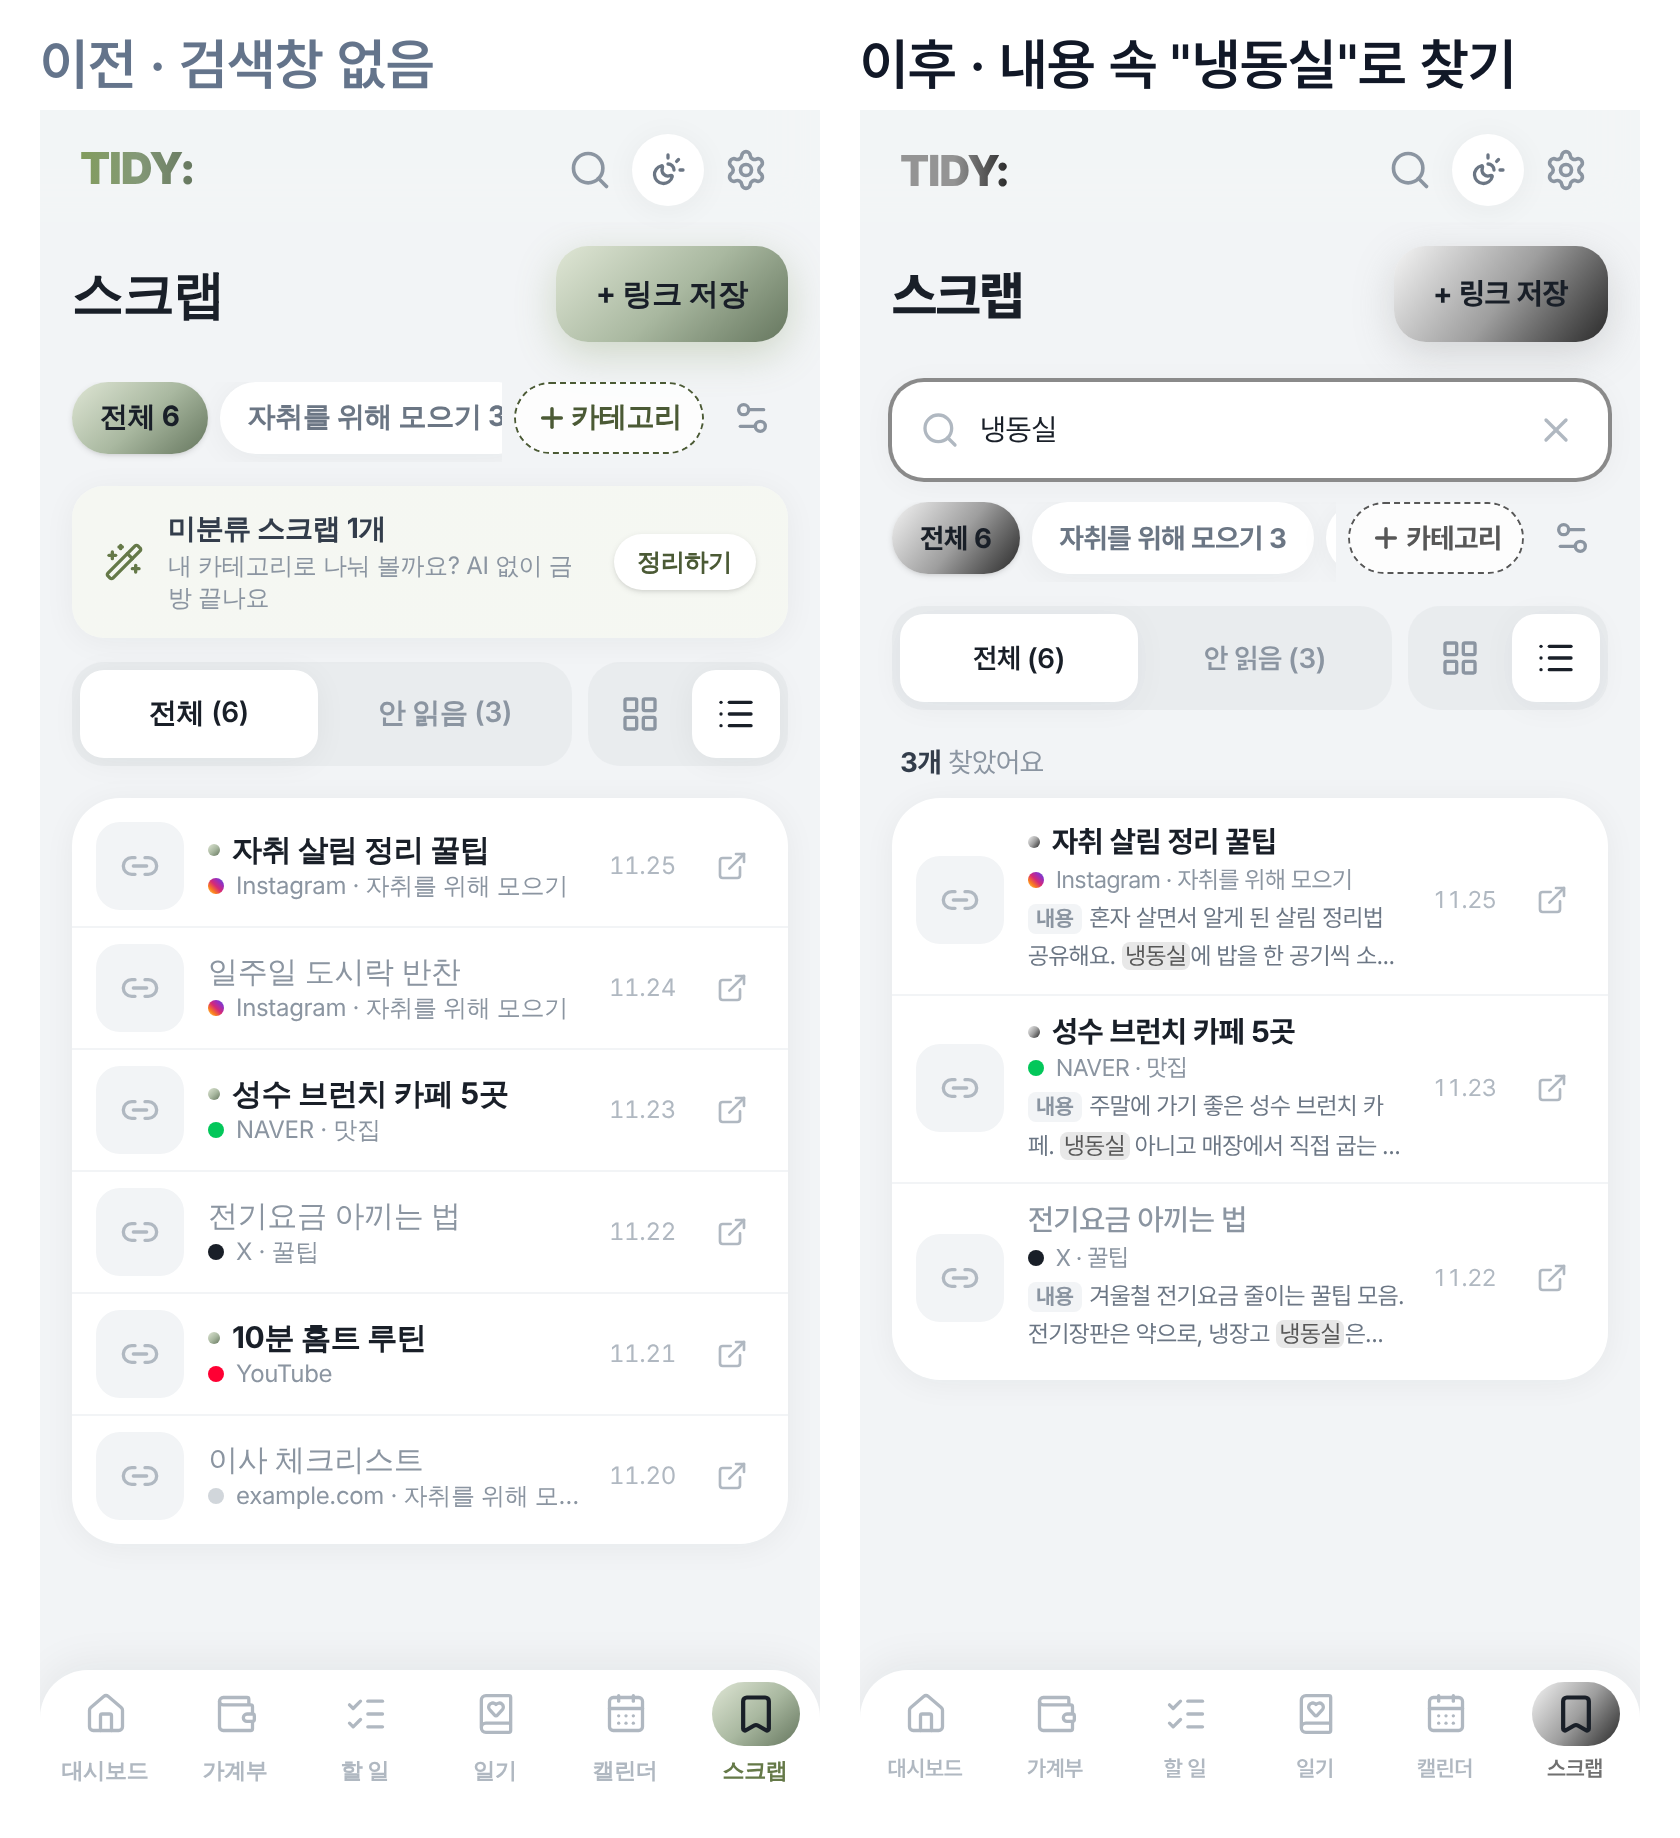 이전 · 검색창 없음
TIDY:
스크랩
+ 링크 저장
전체 6
자취를 위해 모으기 3
+ 카테고리
미분류 스크랩 1개
내 카테고리로 나눠 볼까요? AI 없이 금
방 끝나요
정리하기
전체 (6)
안 읽음 (3)
자취 살림 정리 꿀팁
Instagram · 자취를 위해 모으기
11.25
일주일 도시락 반찬
Instagram · 자취를 위해 모으기
11.24
성수 브런치 카페 5곳
NAVER · 맛집
11.23
전기요금 아끼는 법
X · 꿀팁
11.22
10분 홈트 루틴
YouTube
11.21
이사 체크리스트
example.com · 자취를 위해 모...
11.20
대시보드
가계부
할 일
일기
캘린더
스크랩
이후 · 내용 속 "냉동실"로 찾기
TIDY:
스크랩
+ 링크 저장
냉동실
전체 6
자취를 위해 모으기 3
+ 카테고리
전체 (6)
안 읽음 (3)
3개 찾았어요
자취 살림 정리 꿀팁
Instagram · 자취를 위해 모으기
내용 혼자 살면서 알게 된 살림 정리법
공유해요. 냉동실에 밥을 한 공기씩 소...
11.25
성수 브런치 카페 5곳
NAVER · 맛집
내용 주말에 가기 좋은 성수 브런치 카
페. 냉동실 아니고 매장에서 직접 굽는 ...
11.23
전기요금 아끼는 법
X · 꿀팁
내용 겨울철 전기요금 줄이는 꿀팁 모음.
전기장판은 약으로, 냉장고 냉동실은...
11.22
대시보드
가계부
할 일
일기
캘린더
스크랩